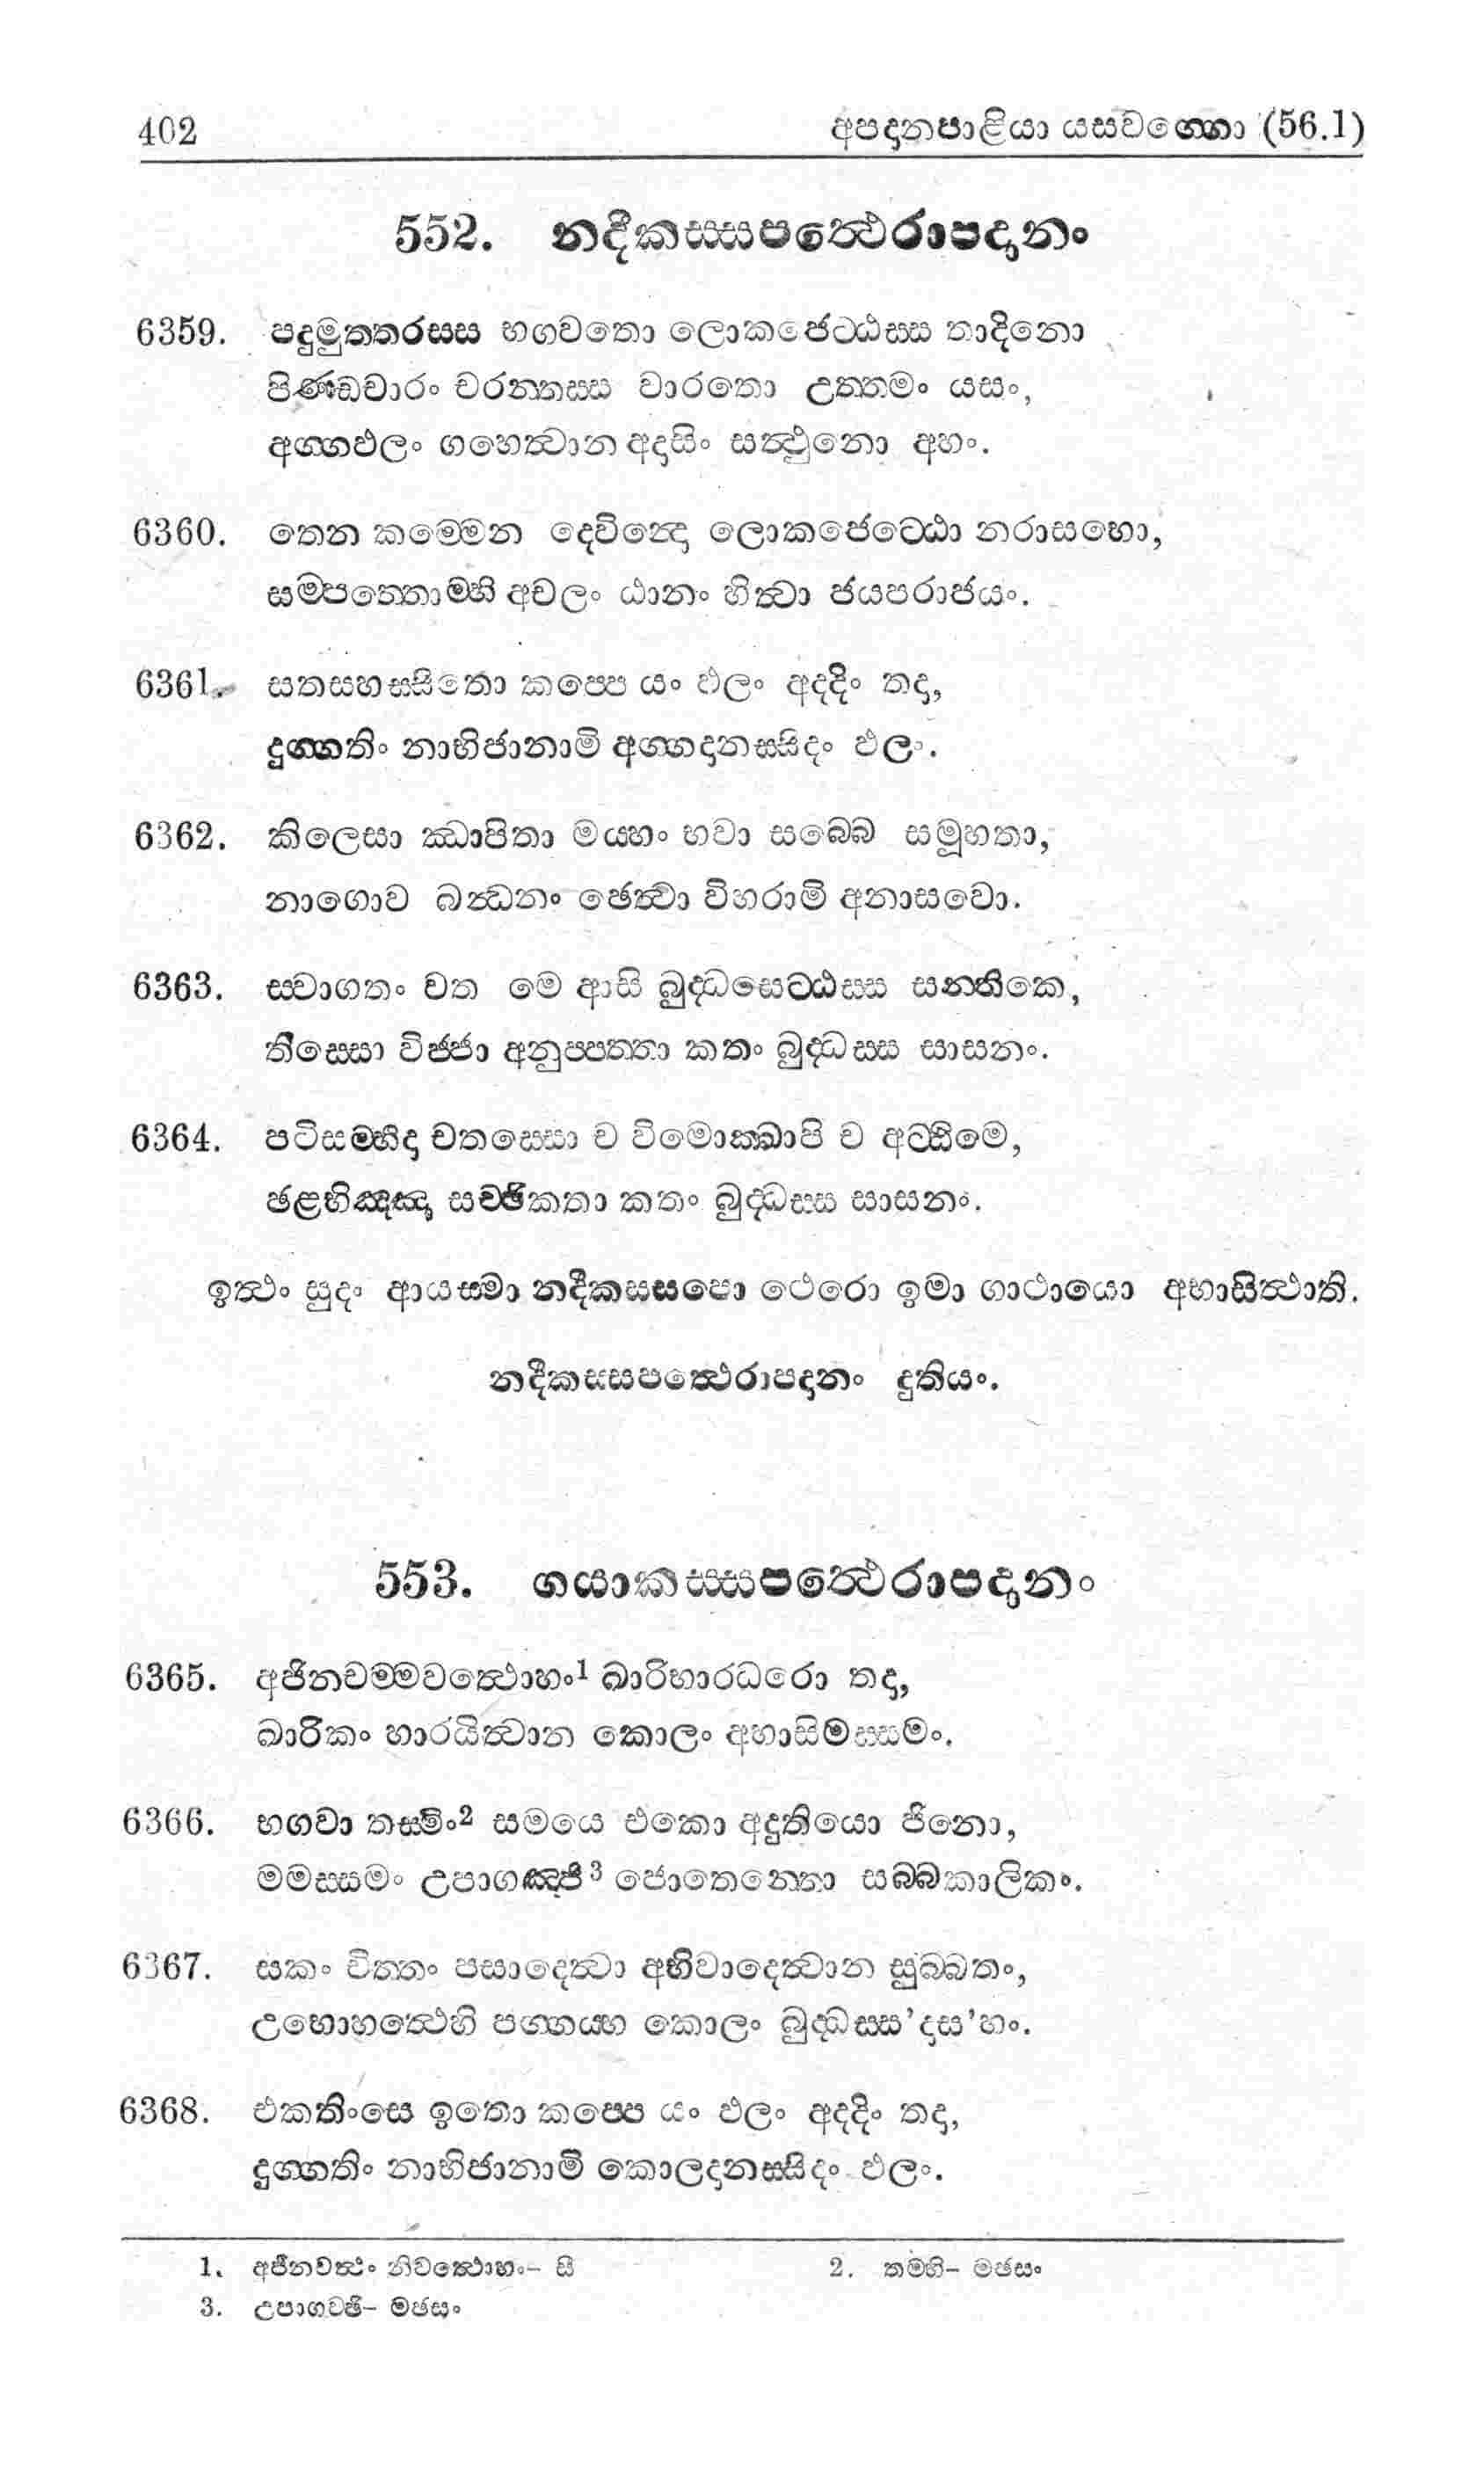 402 අපදානපාළියා යසවග්ගො (56.1)
552. නදීකස්සපත්ථෙරාපදානං
6359. පදුමුත්තරස්ස භගවතො ලොකජෙට්ඨස්ස තාදිනො
පිණ්ඩචාරං චරන්තස්ස වාරතො උත්තමං යසං,
අග්ගඵලං ගහෙත්වාන අදාසිං සත්ථුනො අහං.
6360. තෙන කම්මෙන දෙවින්දො ලොකජෙට්ඨො නරාසභො,
සම්පත්තොම්හි අචලං ඨානං හිත්වා ජයපරාජයං.
6361. සතසහස්සීතො කප්පෙ යං ඵලං අදදිං තදා,
දුග්ගතිං නාභිජානාමි අග්ගදානස්සිදං ඵලං.
6362. කිලෙසා ඣාපිතා මය්හං භවා සබ්බෙ සමූහතා,
නාගොව බන්ධනං ඡෙත්වා විහරාමි අනාසවො.
6363. ස්වාගතං වත මෙ ආසි බුද්ධසෙට්ඨස්ස සන්තිකෙ,
තිස්සො විජ්ජා අනුප්පත්තා කතං බුද්ධස්ස සාසනං.
6364. පටිසම්භිදා චතස්සො ච විමොක්ඛාපි ච අට්ඨිමෙ,
ඡළභිඤ්ඤා සච්ඡිකතා කතං බුද්ධස්ස සාසනං.
ඉත්ථං සුදං ආයස්මා නදීකස්සපො ථෙරො ඉමා ගාථායො අභාසිත්ථාති.
නදීකස්සපත්ථෙරාපදානං දුතියං.
553. ගයාකස්සපත්ථෙරාපදානං
6365. අජිනචම්මවත්ථොහං1 ඛාරිභාරධරො තදා,
ඛාරිකං හාරයිත්වාන කොලං අහාසිමස්සමං.
6366. භගවා තස්මිං2 සමයෙ එකො අදුතියො ජිනො,
මමස්සමං උපාගඤ්ජි3 ජොතෙන්තො සබ්බකාලිකං.
6367. සකං චිත්තං පසාදෙත්වා අභිවාදෙත්වාන සුබ්බතං,
උභොහත්ථෙහි පග්ගය්හ කොලං බුද්ධස්ස'දාස'හං.
6368. එකතිංසෙ ඉතො කප්පෙ යං ඵලං අදදිං තදා,
දුග්ගතිං නාභිජානාමි කොලදානස්සිදං ඵලං.
1. අජිනවත්ථං නිවත්ථොහං- සී 2. තම්හි- මඡසං
3. උපාගච්ඡි- මඡසං